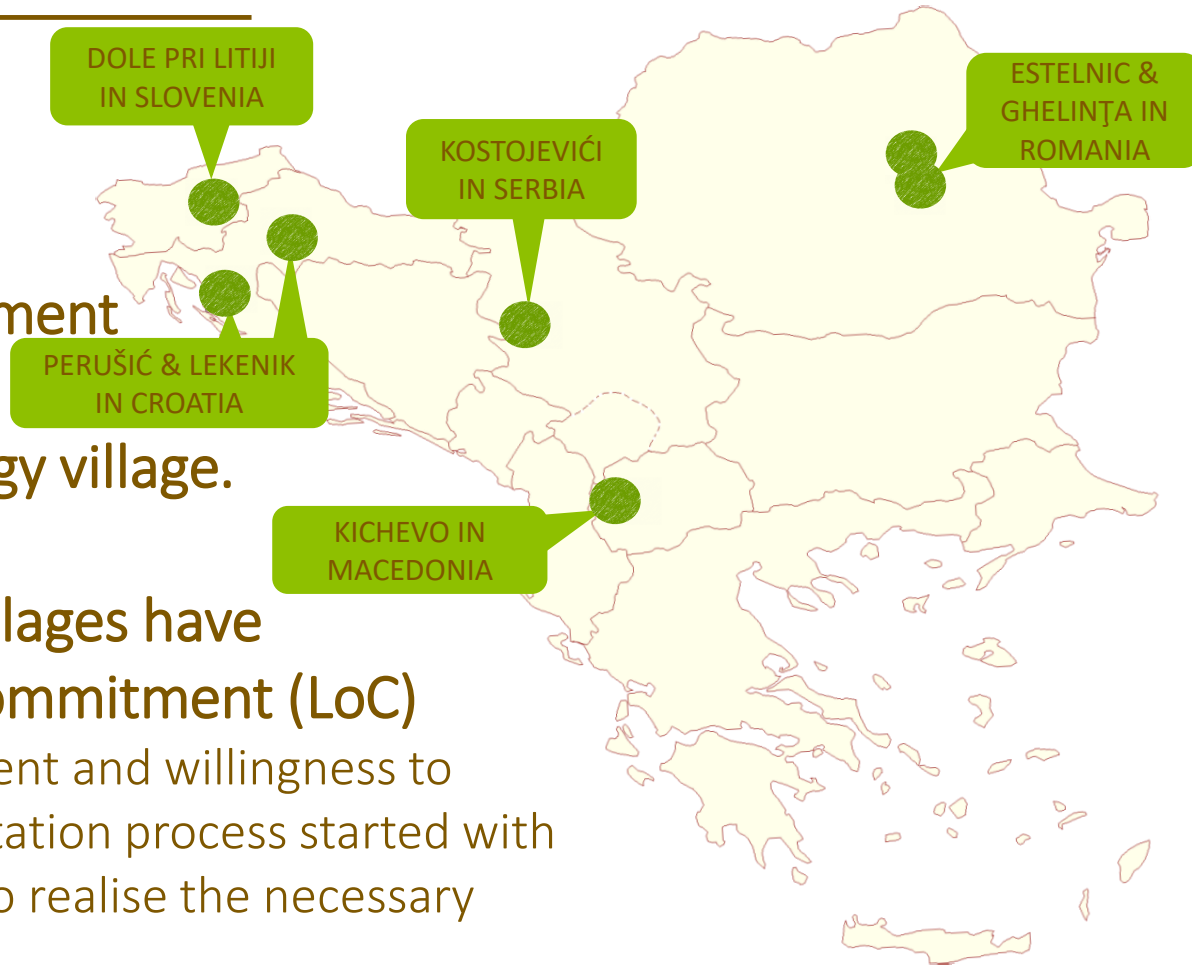 DOLE PRI LITIJI
IN SLOVENIA
ESTELNIC &
GHELINŢA IN
ROMANIA
KOSTOJEVIĆI
IN SERBIA
PERUŠIĆ & LEKENIK
IN CROATIA
KICHEVO IN
MACEDONIA
ment
gy village.
lages have
ommitment (LoC)
ent and willingness to
tation process started with
o realise the necessary